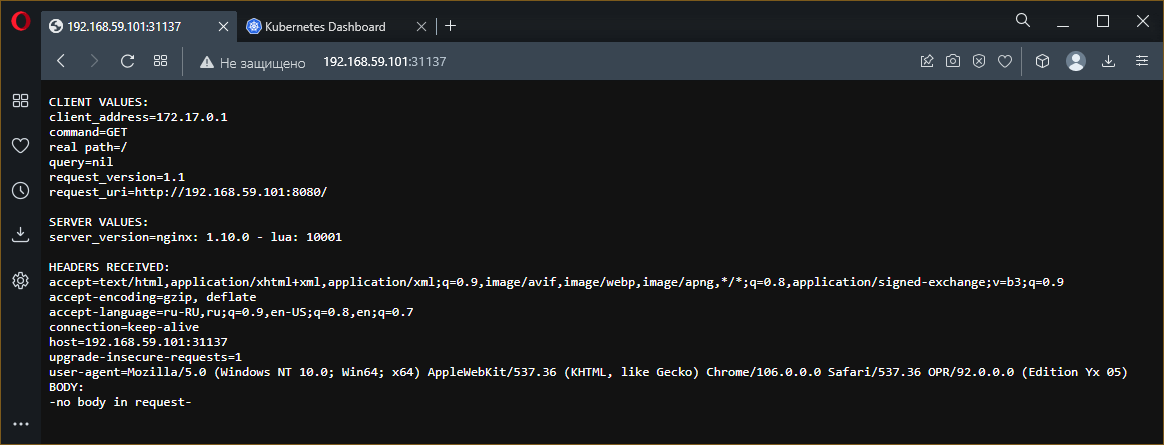 192.168.59.101:31137
Kubernetes Dashboard
Не защищено
192.168.59.101:31137
CLIENT VALUES:
client_address=172.17.0.1
command=GET
real path=/
query=nil
request_version=1.1
request_uri=http://192.168.59.101:8080/
SERVER VALUES:
server_version=nginx: 1.10.0 - lua: 10001
HEADERS RECEIVED:
accept=text/html,application/xhtml+xml,application/xml;q=0.9,image/avif,image/webp,image/apng,*/*;q=0.8,application/signed-exchange;v=b3;q=0.9
accept-encoding=gzip, deflate
accept-language=ru-RU,ru;q=0.9,en-US;q=0.8,en;q=0.7
connection=keep-alive
host=192.168.59.101:31137
upgrade-insecure-requests=1
user-agent=Mozilla/5.0 (Windows NT 10.0; Win64; x64) AppleWebKit/537.36 (KHTML, like Gecko) Chrome/106.0.0.0 Safari/537.36 OPR/92.0.0.0 (Edition Yx 05)
BODY:
-no body in request-